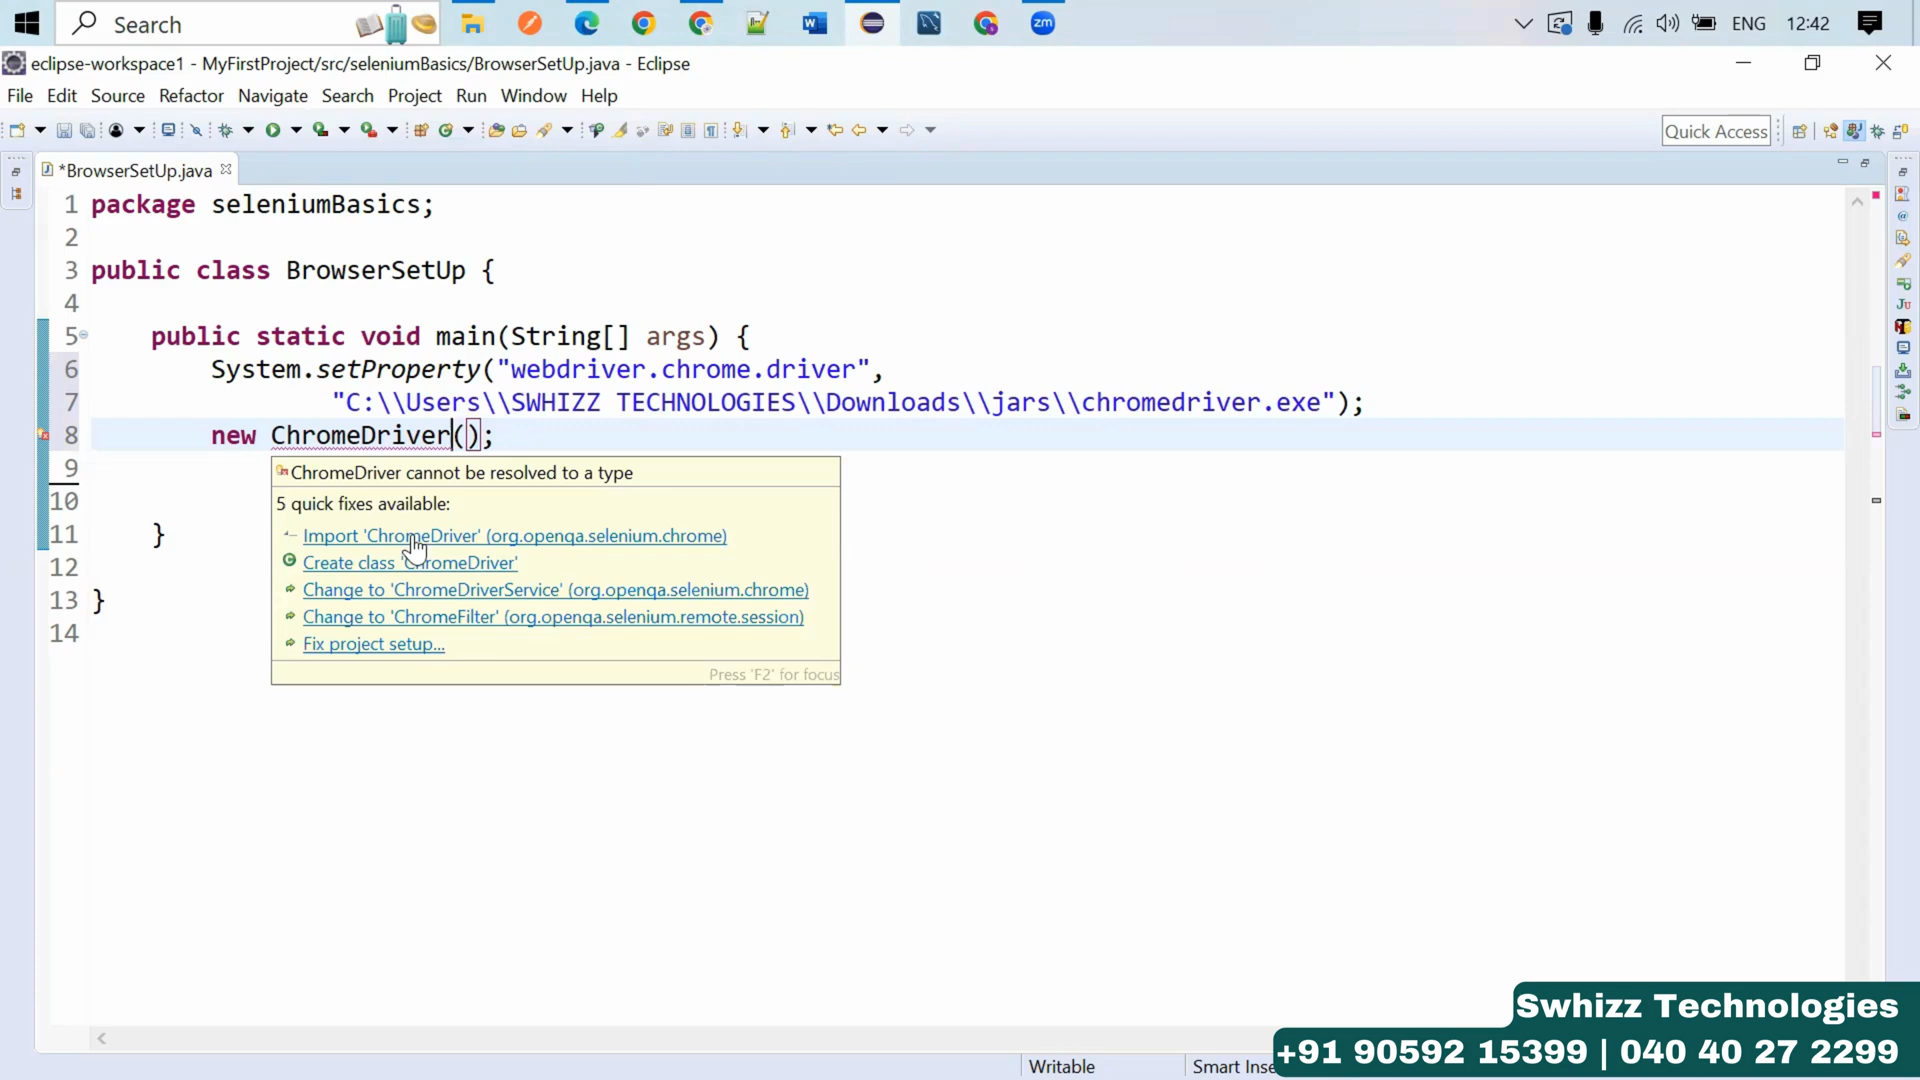 Search
zm
ENG
12:42
eclipse-workspace1 - MyFirstProject/src/seleniumBasics/BrowserSetUp.java - Eclipse
File Edit Source Refactor Navigate Search Project Run Window Help
Quick Access
*BrowserSetUp.java
1 package seleniumBasics;
2
3 public class BrowserSetUp {
4
5 public static void main(String[] args) {
6 System.setProperty("webdriver.chrome.driver",
7 "C:\\Users\\SWHIZZ TECHNOLOGIES\\Downloads\\jars\\chromedriver.exe");
8 new ChromeDriver();
9
10
11 }
12
13 }
14
ChromeDriver cannot be resolved to a type
5 quick fixes available:
Import 'ChromeDriver' (org.openqa.selenium.chrome)
Create class 'ChromeDriver'
Change to 'ChromeDriverService' (org.openqa.selenium.chrome)
Change to 'ChromeFilter' (org.openqa.selenium.remote.session)
Fix project setup...
Press 'F2' for focus
Writable
Smart Inse
Swhizz Technologies
+91 90592 15399 | 040 40 27 2299